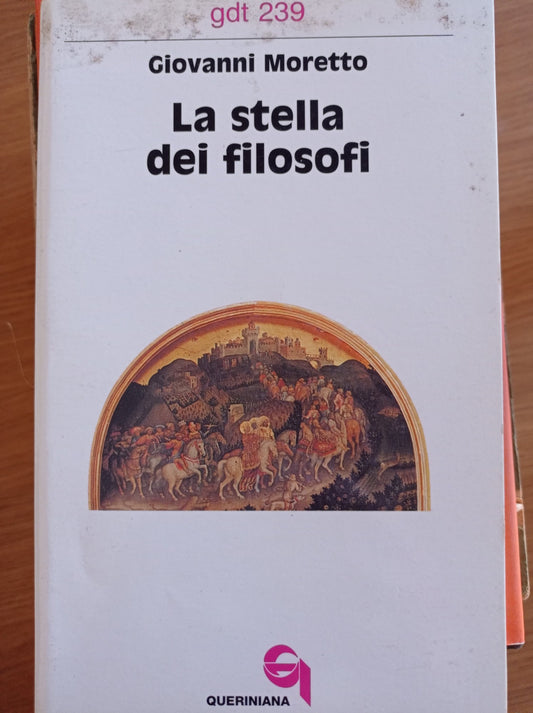 gdt 239
Giovanni Moretto
La stella
dei filosofi
QUERINIANA